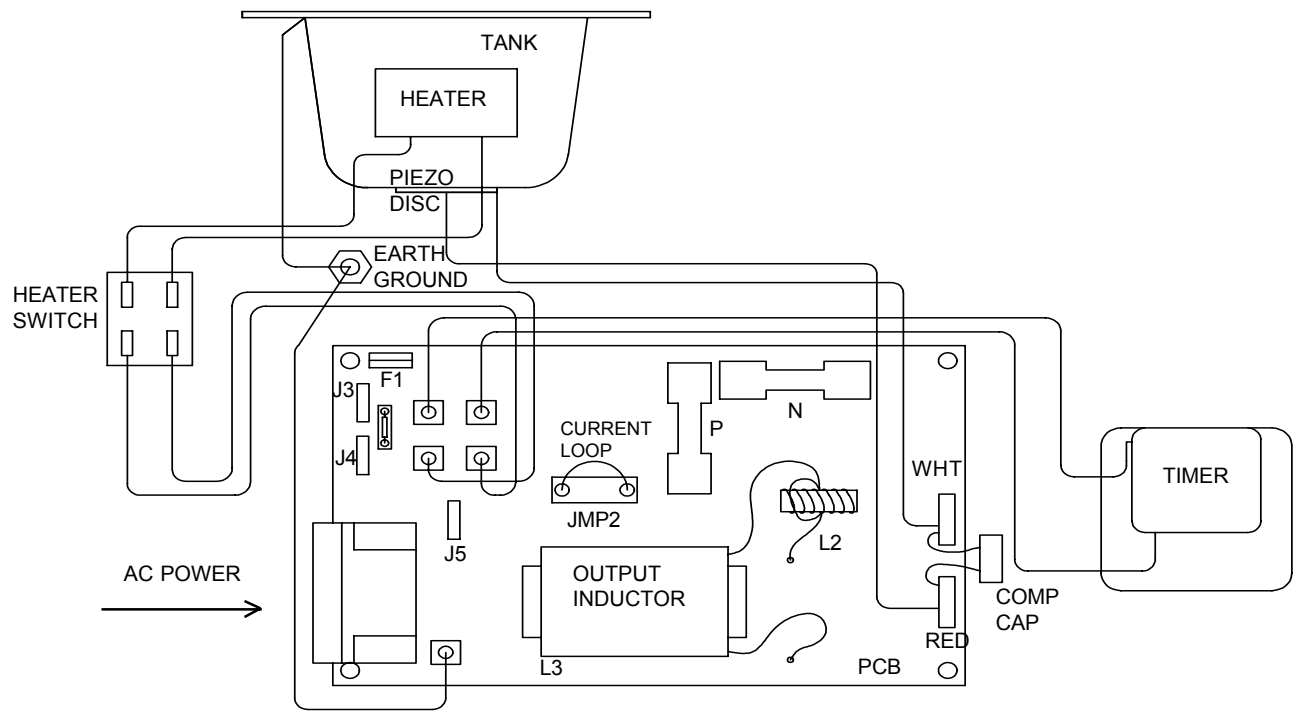 TANK
HEATER
PIEZO
DISC
EARTH
GROUND
HEATER
SWITCH
F1
J3
J4
CURRENT
LOOP
JMP2
P
N
WHT
TIMER
J5
L2
AC POWER
OUTPUT
INDUCTOR
COMP
CAP
RED
L3
PCB